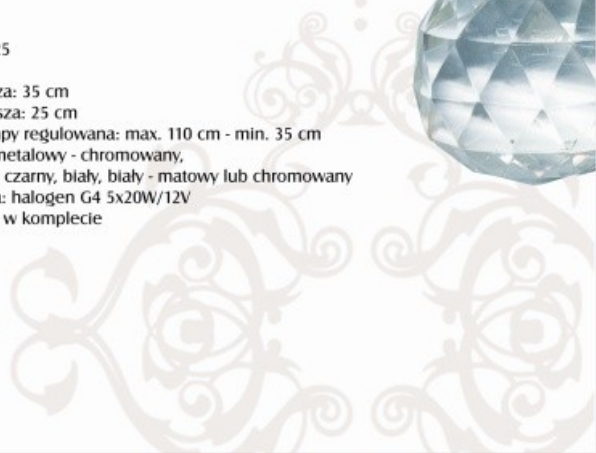 5
za: 35 cm
sza: 25 cm
py regulowana: max. 110 cm - min. 35 cm
metalowy - chromowany,
czarny, biały, biały - matowy lub chromowany
: halogen G4 5x20W/12V
w komplecie